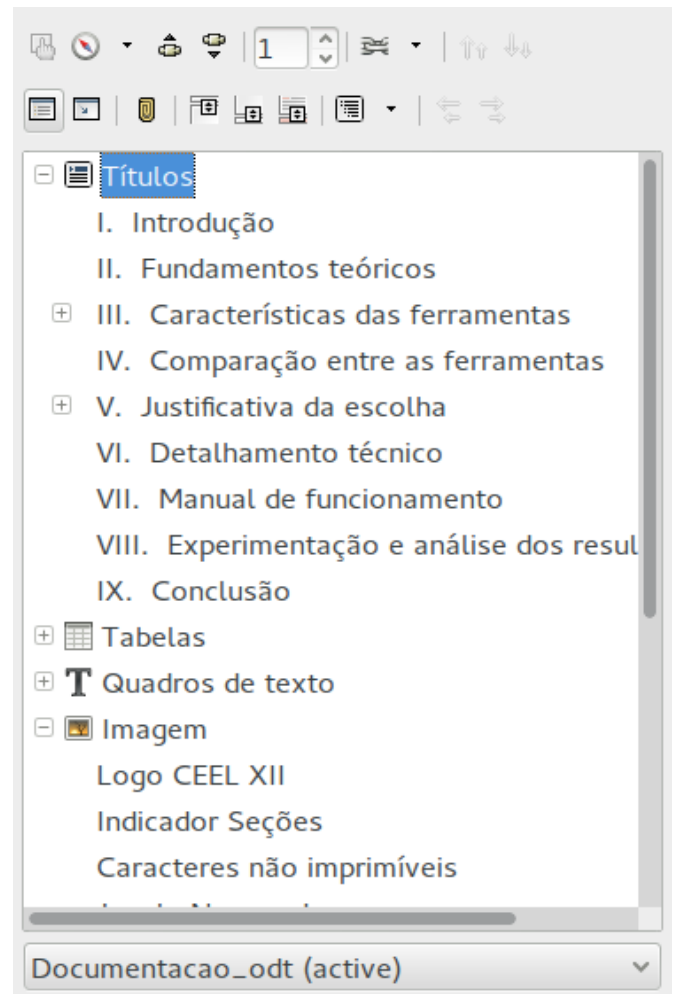 1
Títulos
I. Introdução
II. Fundamentos teóricos
III. Características das ferramentas
IV. Comparação entre as ferramentas
V. Justificativa da escolha
VI. Detalhamento técnico
VII. Manual de funcionamento
VIII. Experimentação e análise dos resul
IX. Conclusão
Tabelas
T Quadros de texto
Imagem
Logo CEEL XII
Indicador Seções
Caracteres não imprimíveis
Documentacao_odt (active)